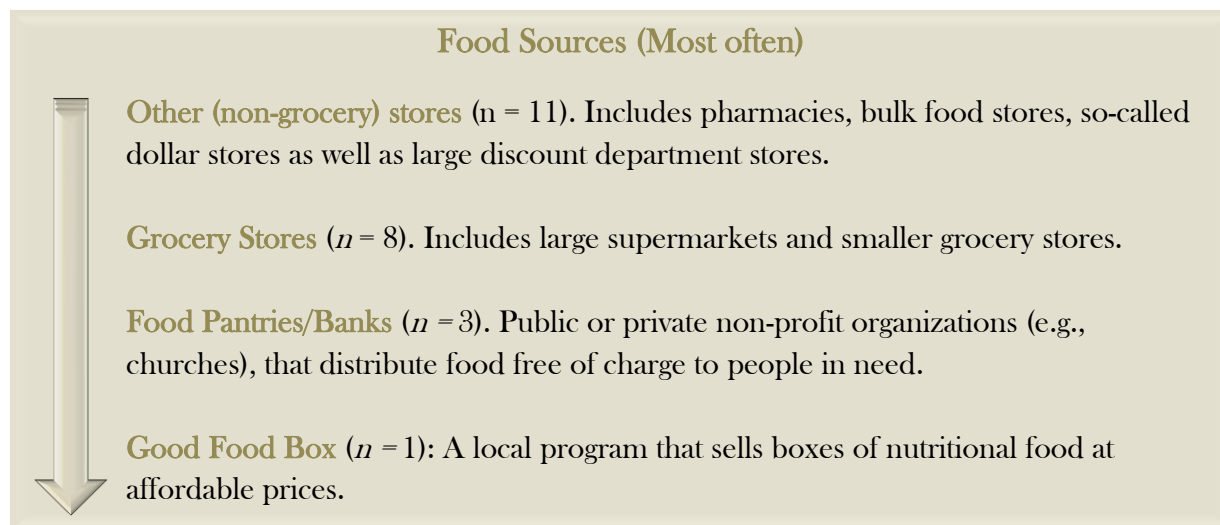 Food Sources (Most often)
Other (non-grocery) stores (n = 11). Includes pharmacies, bulk food stores, so-called
dollar stores as well as large discount department stores.
Grocery Stores (n = 8). Includes large supermarkets and smaller grocery stores.
Food Pantries/Banks (n = 3). Public or private non-profit organizations (e.g.,
churches), that distribute food free of charge to people in need.
Good Food Box (n = 1): A local program that sells boxes of nutritional food at
affordable prices.